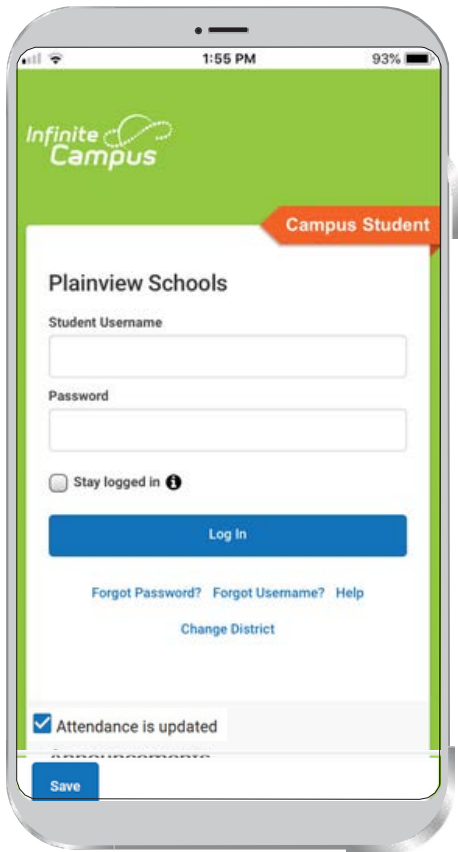 1:55 PM 93%
Infinite
Campus
Campus Student
Plainview Schools
Student Username
Password
Stay logged in
Log In
Forgot Password? Forgot Username? Help
Change District
Attendance is updated
Announcements
Save